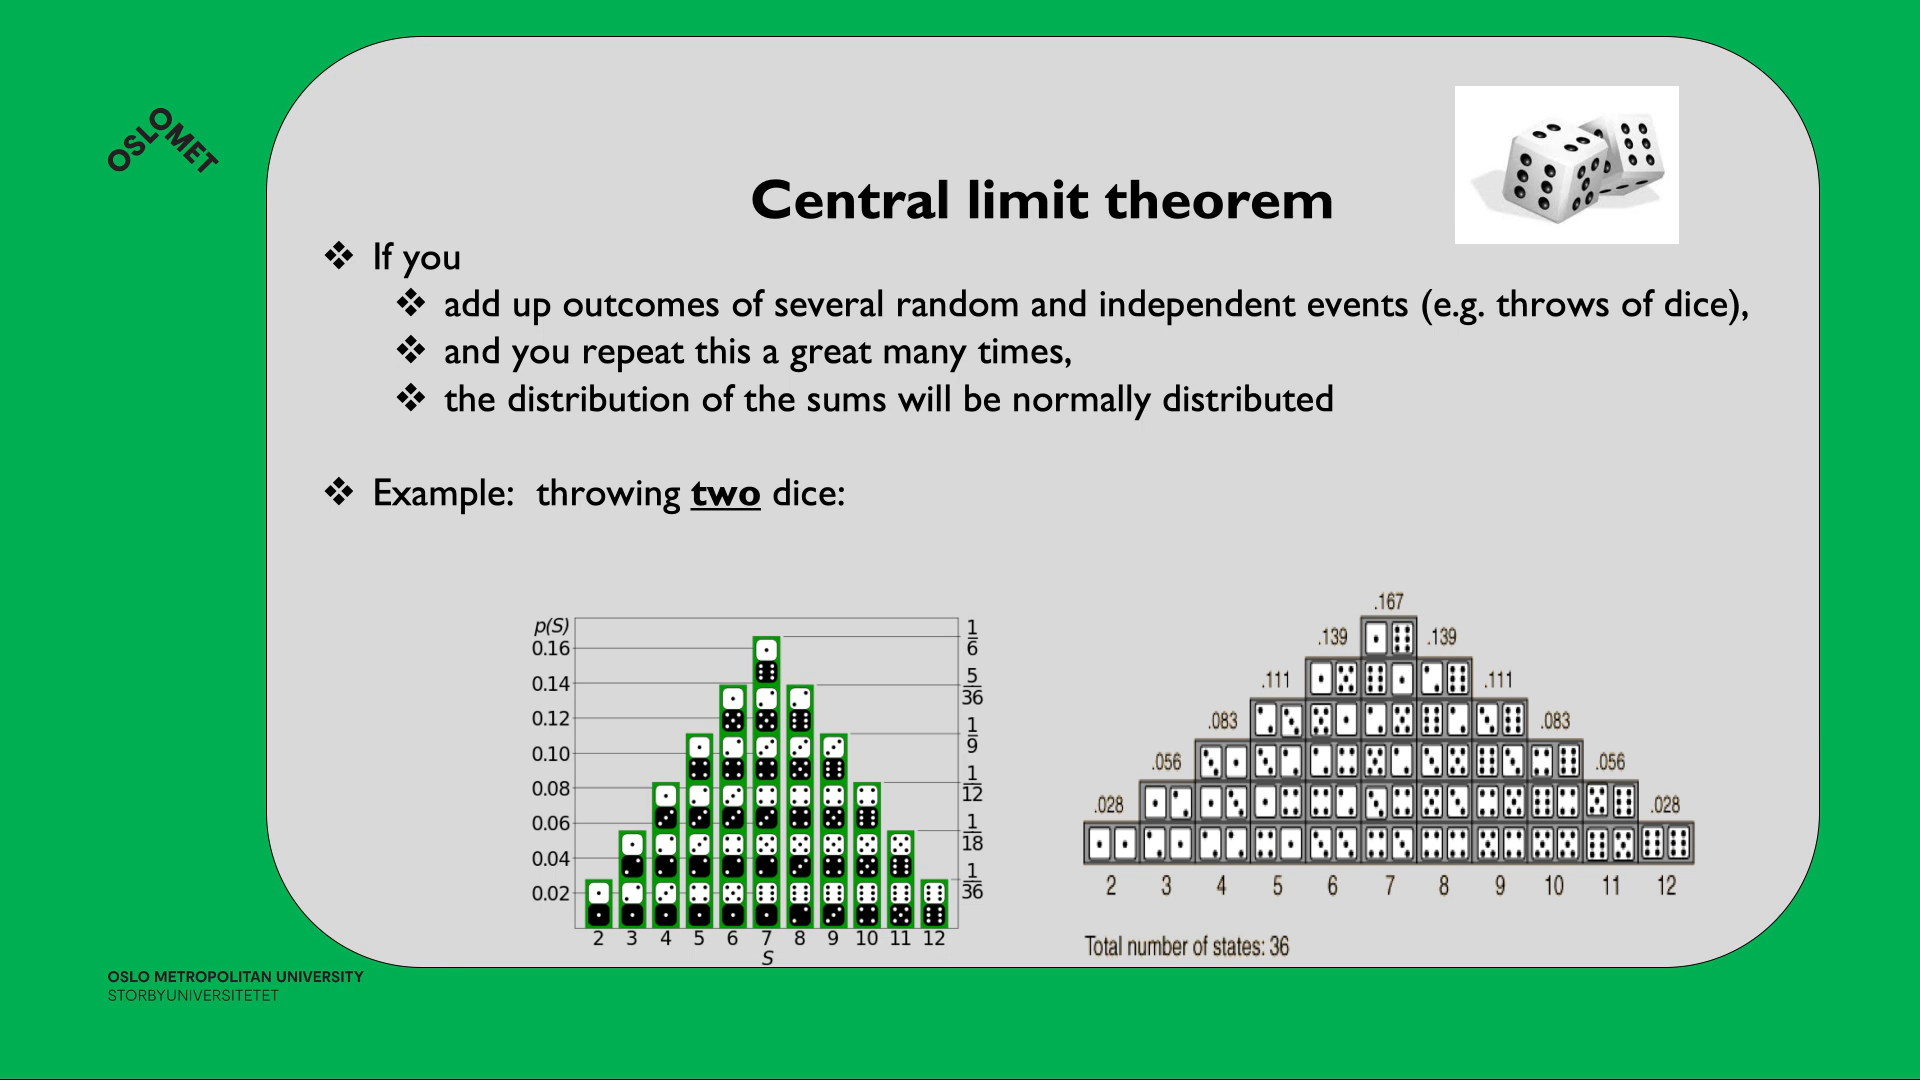 OSLOMET
Central limit theorem
❖ If you
❖ add up outcomes of several random and independent events (e.g. throws of dice),
❖ and you repeat this a great many times,
❖ the distribution of the sums will be normally distributed
❖ Example: throwing two dice:
p(S)
0.16
0.14
0.12
0.10
0.08
0.06
0.04
0.02
1/6
5/36
1/9
1/12
1/18
1/36
2 3 4 5 6 7 8 9 10 11 12
S
.167
.139 .139
.111 .111
.083 .083
.056 .056
.028 .028
2 3 4 5 6 7 8 9 10 11 12
Total number of states: 36
OSLO METROPOLITAN UNIVERSITY
STORBYUNIVERSITETET